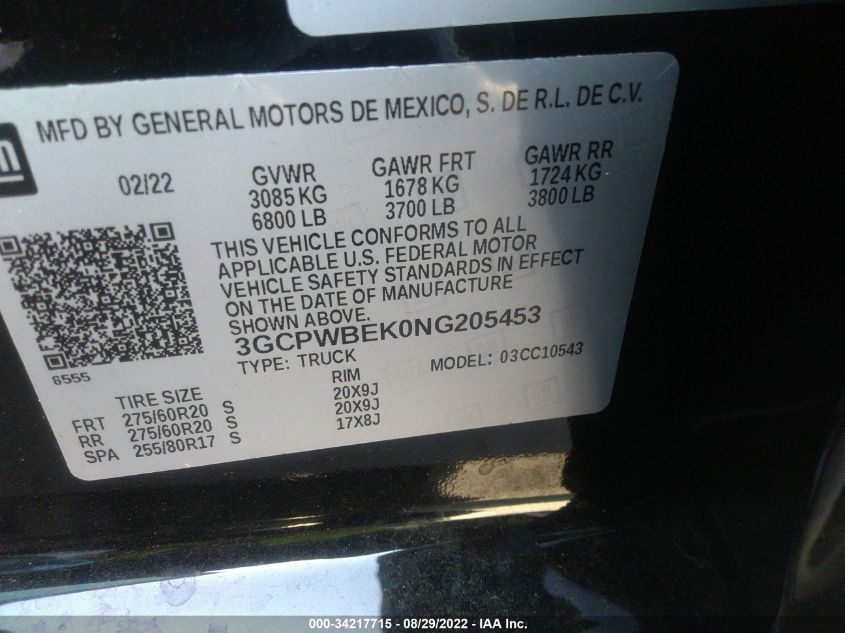 MFD BY GENERAL MOTORS DE MEXICO, S. DE R.L. DE C.V.
02/22 GVWR GAWR FRT GAWR RR
3085 KG 1678 KG 1724 KG
6800 LB 3700 LB 3800 LB
THIS VEHICLE CONFORMS TO ALL
APPLICABLE U.S. FEDERAL MOTOR
VEHICLE SAFETY STANDARDS IN EFFECT
ON THE DATE OF MANUFACTURE
SHOWN ABOVE.
3GCPWBEK0NG205453
TYPE: TRUCK MODEL: 03CC10543
6555
TIRE SIZE RIM
FRT 275/60R20 S 20X9J
RR 275/60R20 S 20X9J
SPA 255/80R17 S 17X8J
000-34217715 - 08/29/2022 - IAA Inc.